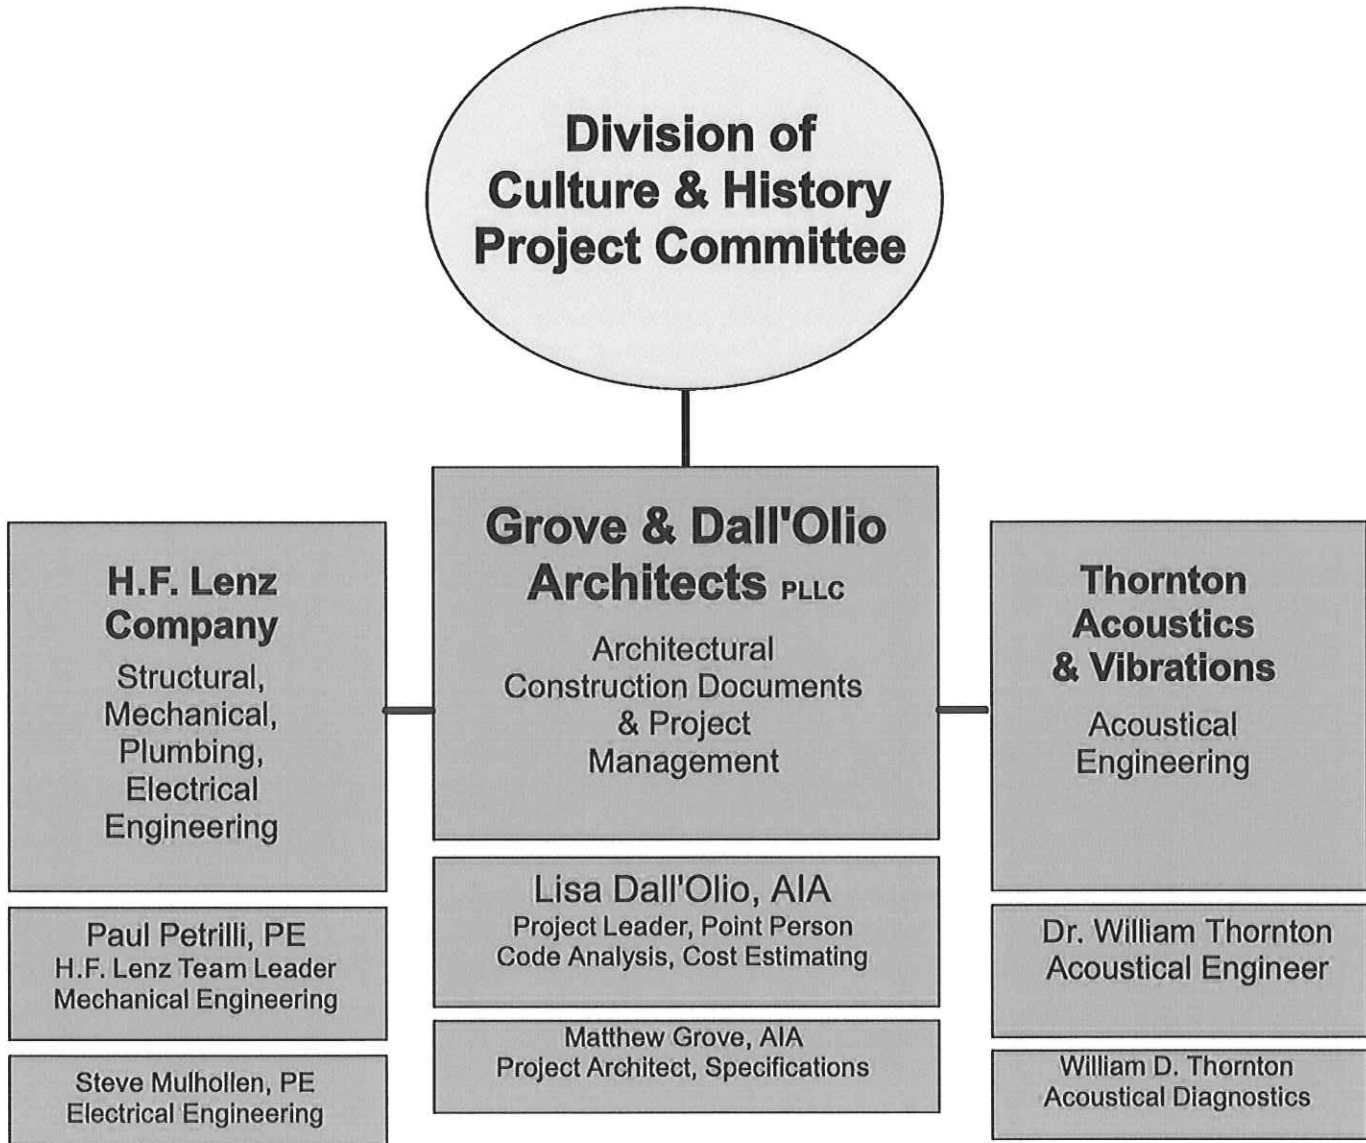 Division of
Culture & History
Project Committee
H.F. Lenz
Company
Structural,
Mechanical,
Plumbing,
Electrical
Engineering
Paul Petrilli, PE
H.F. Lenz Team Leader
Mechanical Engineering
Steve Mulhollen, PE
Electrical Engineering
Grove & Dall'Olio
Architects PLLC
Architectural
Construction Documents
& Project
Management
Lisa Dall'Olio, AIA
Project Leader, Point Person
Code Analysis, Cost Estimating
Matthew Grove, AIA
Project Architect, Specifications
Thornton
Acoustics
& Vibrations
Acoustical
Engineering
Dr. William Thornton
Acoustical Engineer
William D. Thornton
Acoustical Diagnostics